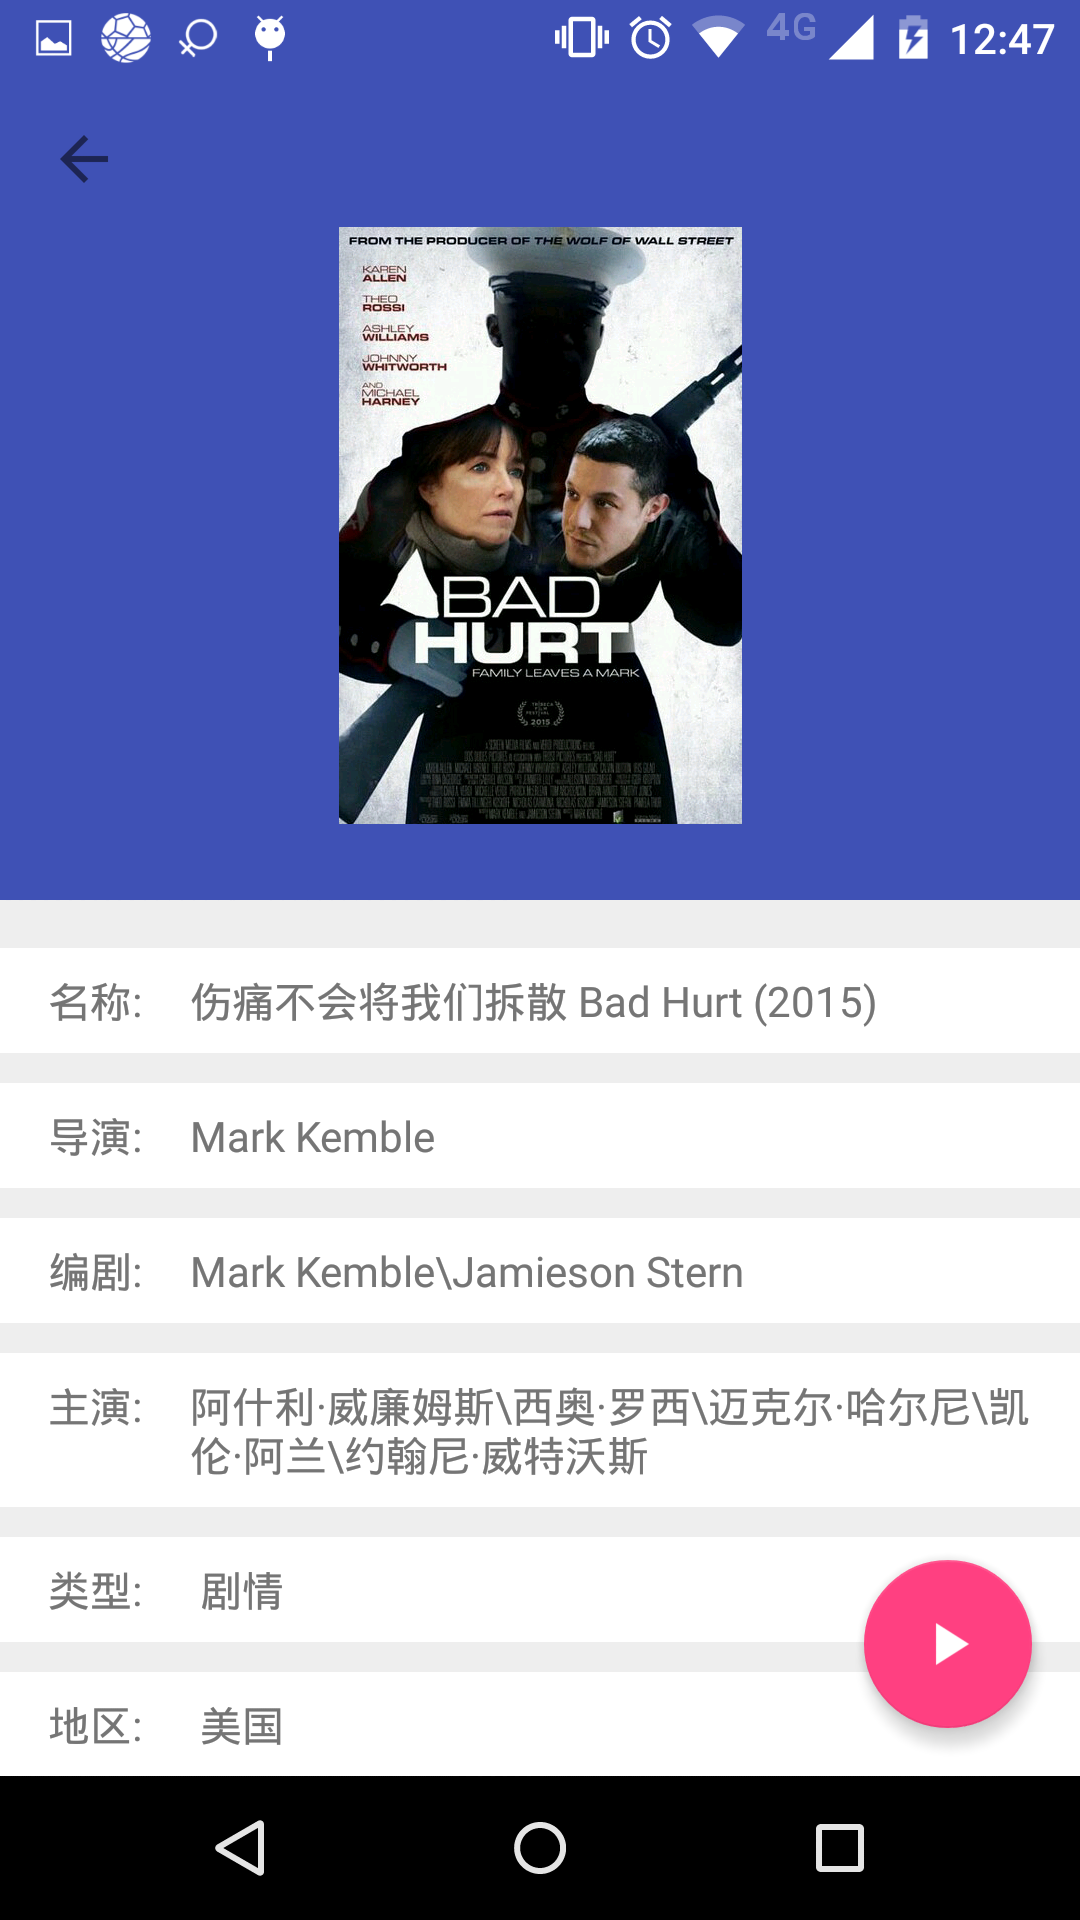 4G 12:47
FROM THE PRODUCER OF THE WOLF OF WALL STREET
KAREN
ALLEN
THEO
ROSSI
ASHLEY
WILLIAMS
JOHNNY
WHITWORTH
AND
MICHAEL
HARNEY
BAD
HURT
FAMILY LEAVES A MARK
TRIBECA
FILM
FESTIVAL
2015
名称: 伤痛不会将我们拆散 Bad Hurt (2015)
导演: Mark Kemble
编剧: Mark Kemble\Jamieson Stern
主演: 阿什利·威廉姆斯\西奥·罗西\迈克尔·哈尔尼\凯
伦·阿兰\约翰尼·威特沃斯
类型: 剧情
地区: 美国